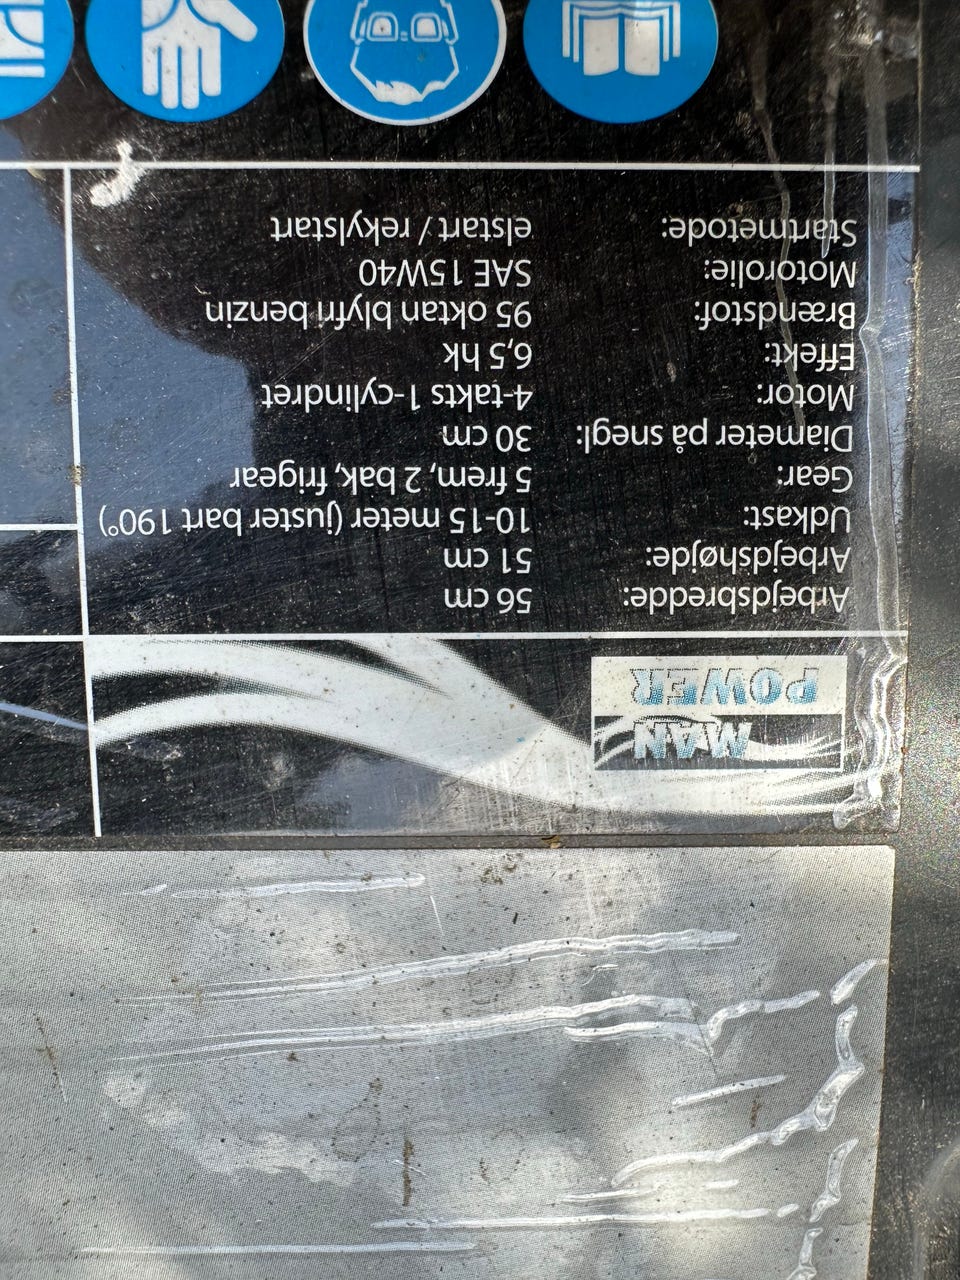 MAN
POWER
Arbejdsbredde: 56 cm
Arbejdshøjde: 51 cm
Udkast: 10-15 meter (juster bart 190°)
Gear: 5 frem, 2 bak, frigear
Diameter på snegl: 30 cm
Motor: 4-takts 1-cylindret
Effekt: 6,5 hk
Brændstof: 95 oktan blyfri benzin
Motorolie: SAE 15W40
Startmetode: elstart / rekylstart